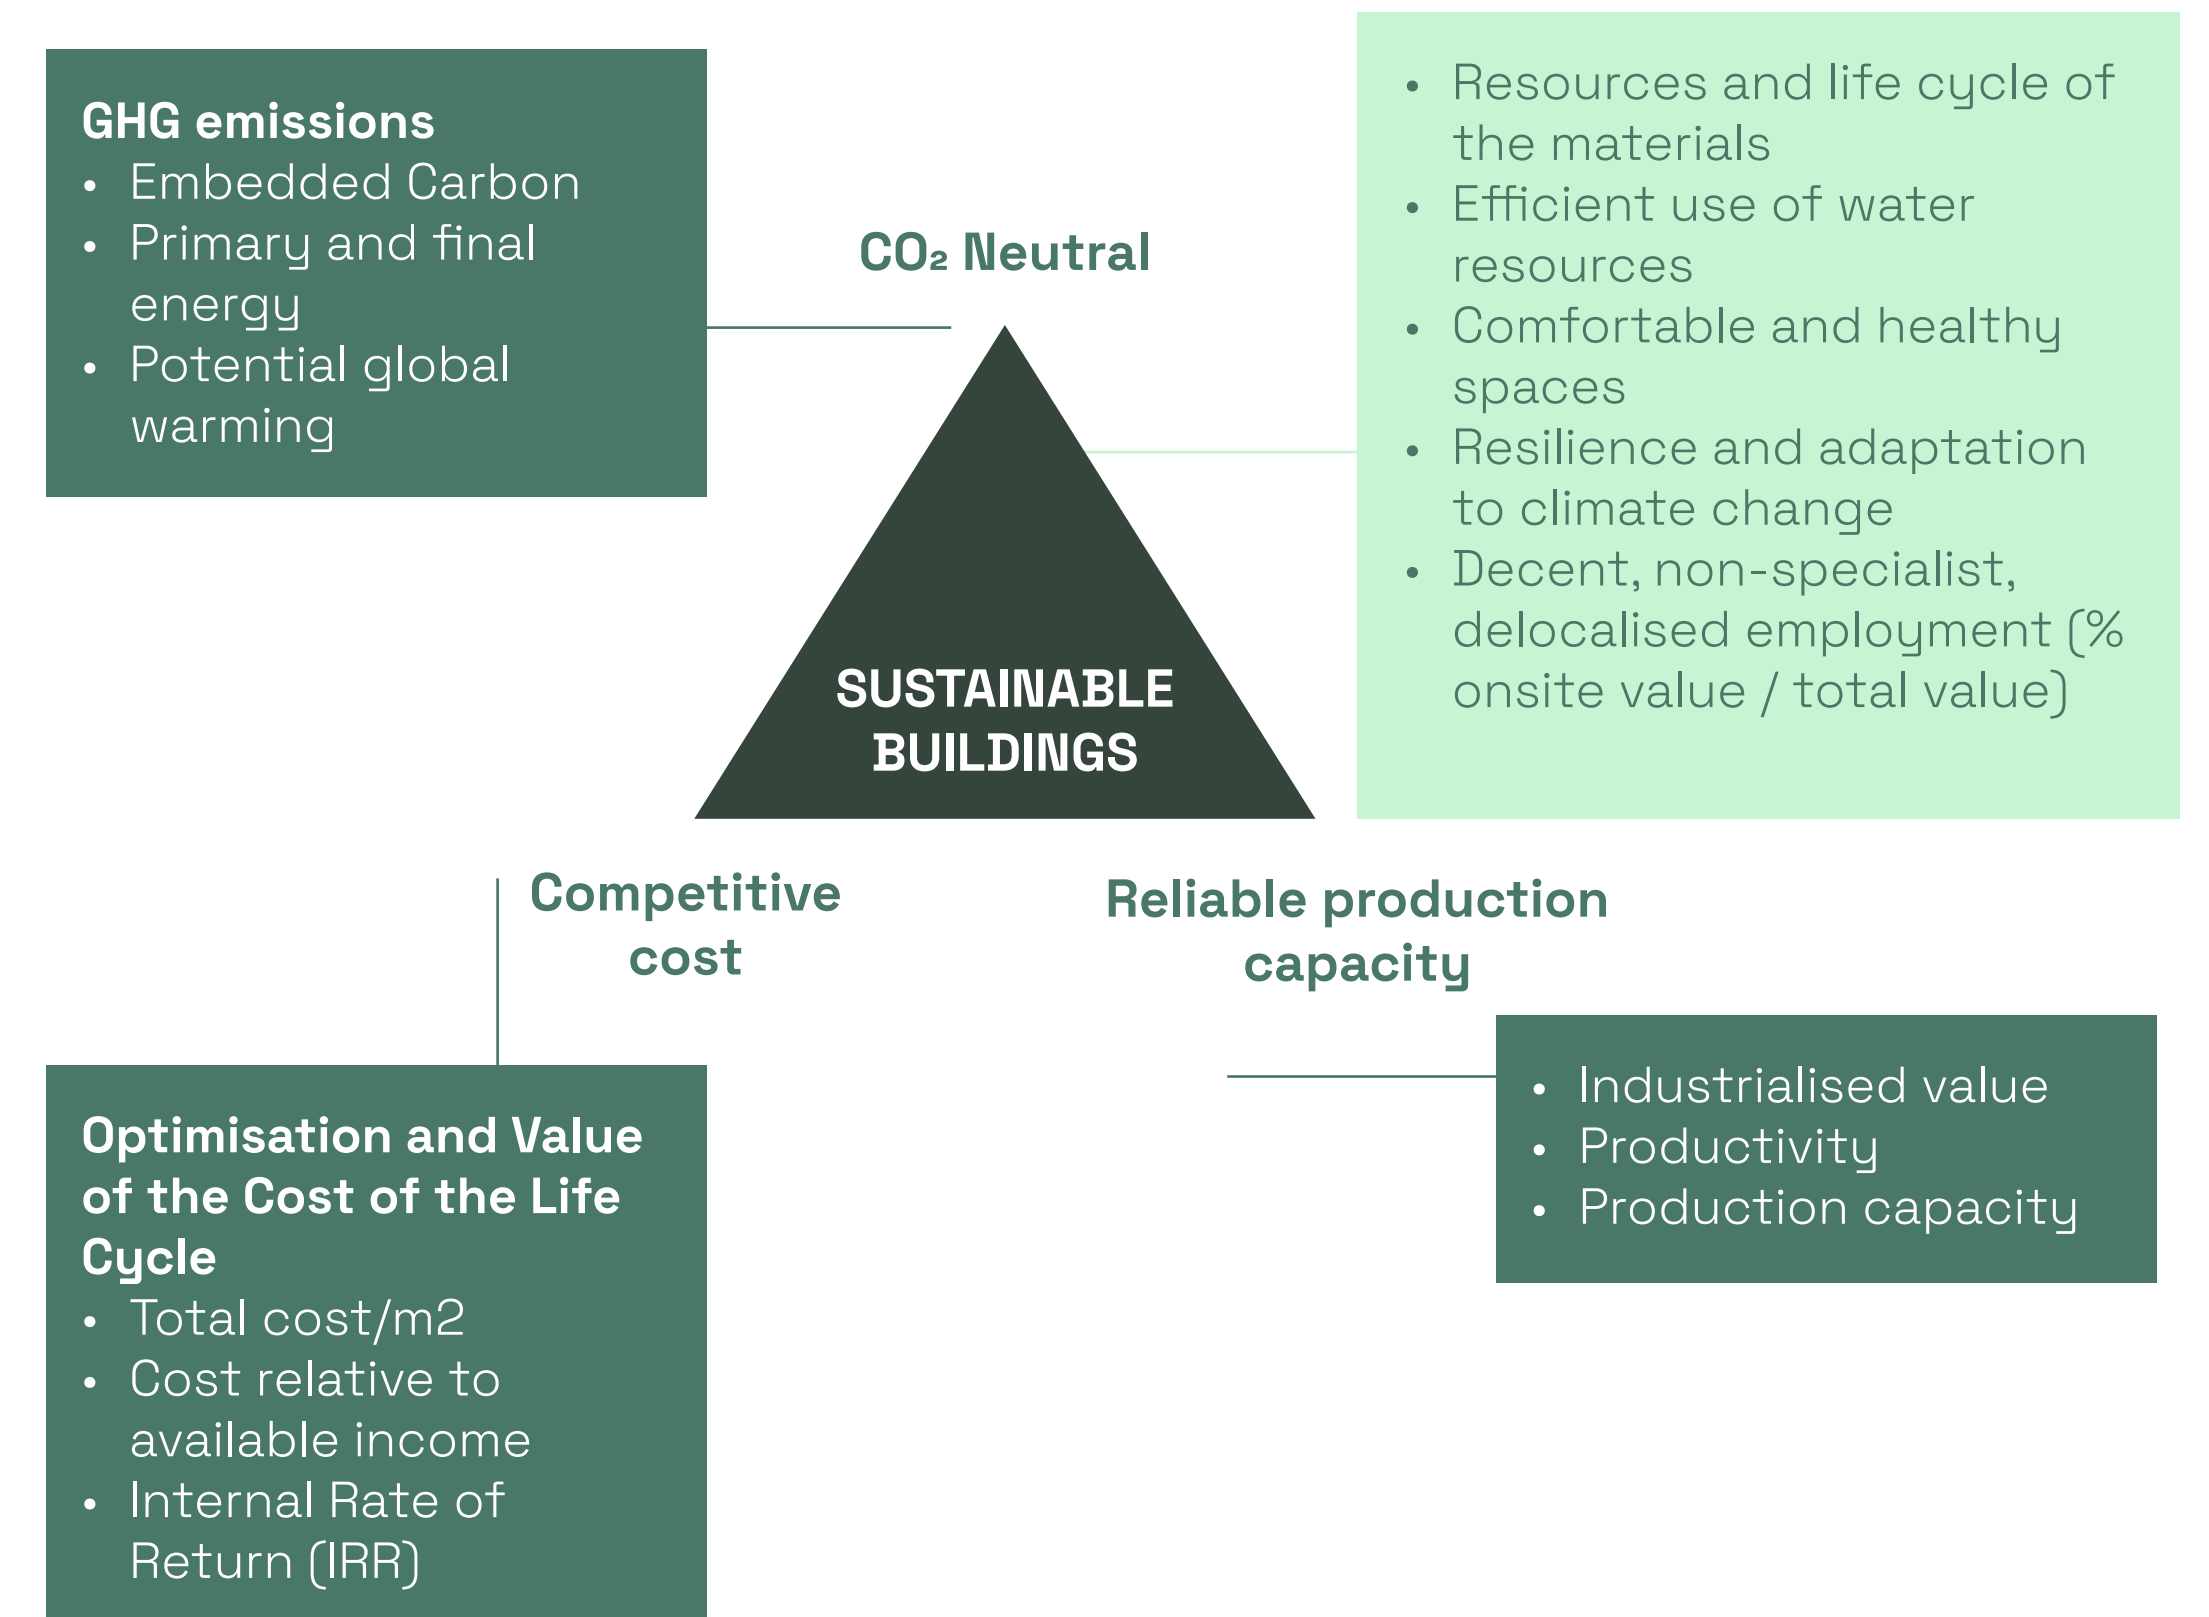 GHG emissions
• Embedded Carbon
• Primary and final
energy
• Potential global
warming
CO₂ Neutral
• Resources and life cycle of
the materials
• Efficient use of water
resources
• Comfortable and healthy
spaces
• Resilience and adaptation
to climate change
• Decent, non-specialist,
delocalised employment (%
onsite value / total value)
SUSTAINABLE
BUILDINGS
Competitive
cost
Reliable production
capacity
Optimisation and Value
of the Cost of the Life
Cycle
• Total cost/m2
• Cost relative to
available income
• Internal Rate of
Return (IRR)
• Industrialised value
• Productivity
• Production capacity